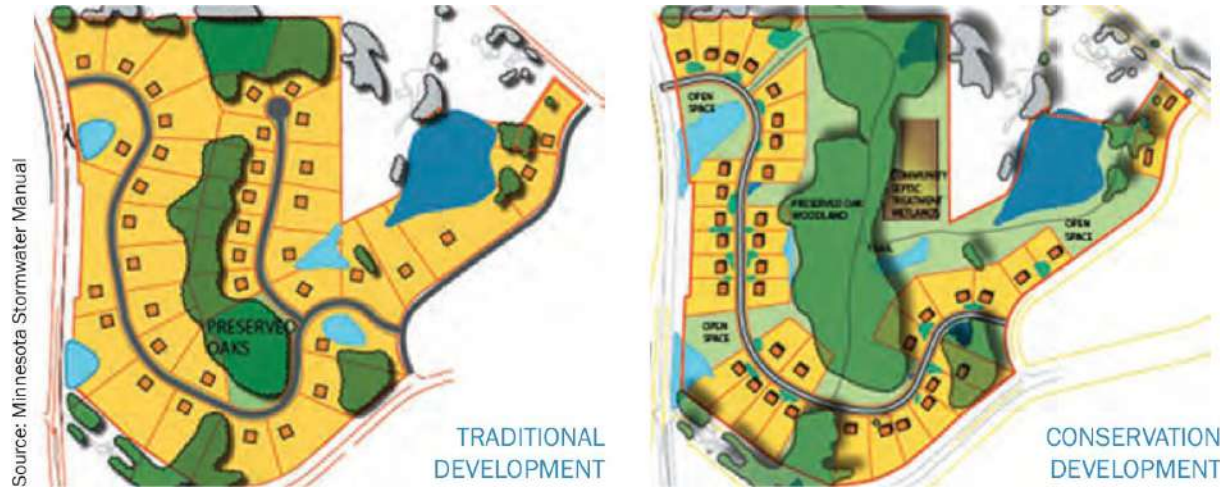 Source: Minnesota Stormwater Manual
PRESERVED
OAKS
TRADITIONAL
DEVELOPMENT
OPEN
SPACE
PRESERVED OAK
WOODLAND
COMMUNITY
SEPTIC
TREATMENT
WETLANDS
TRAIL
OPEN
SPACE
OPEN
SPACE
CONSERVATION
DEVELOPMENT